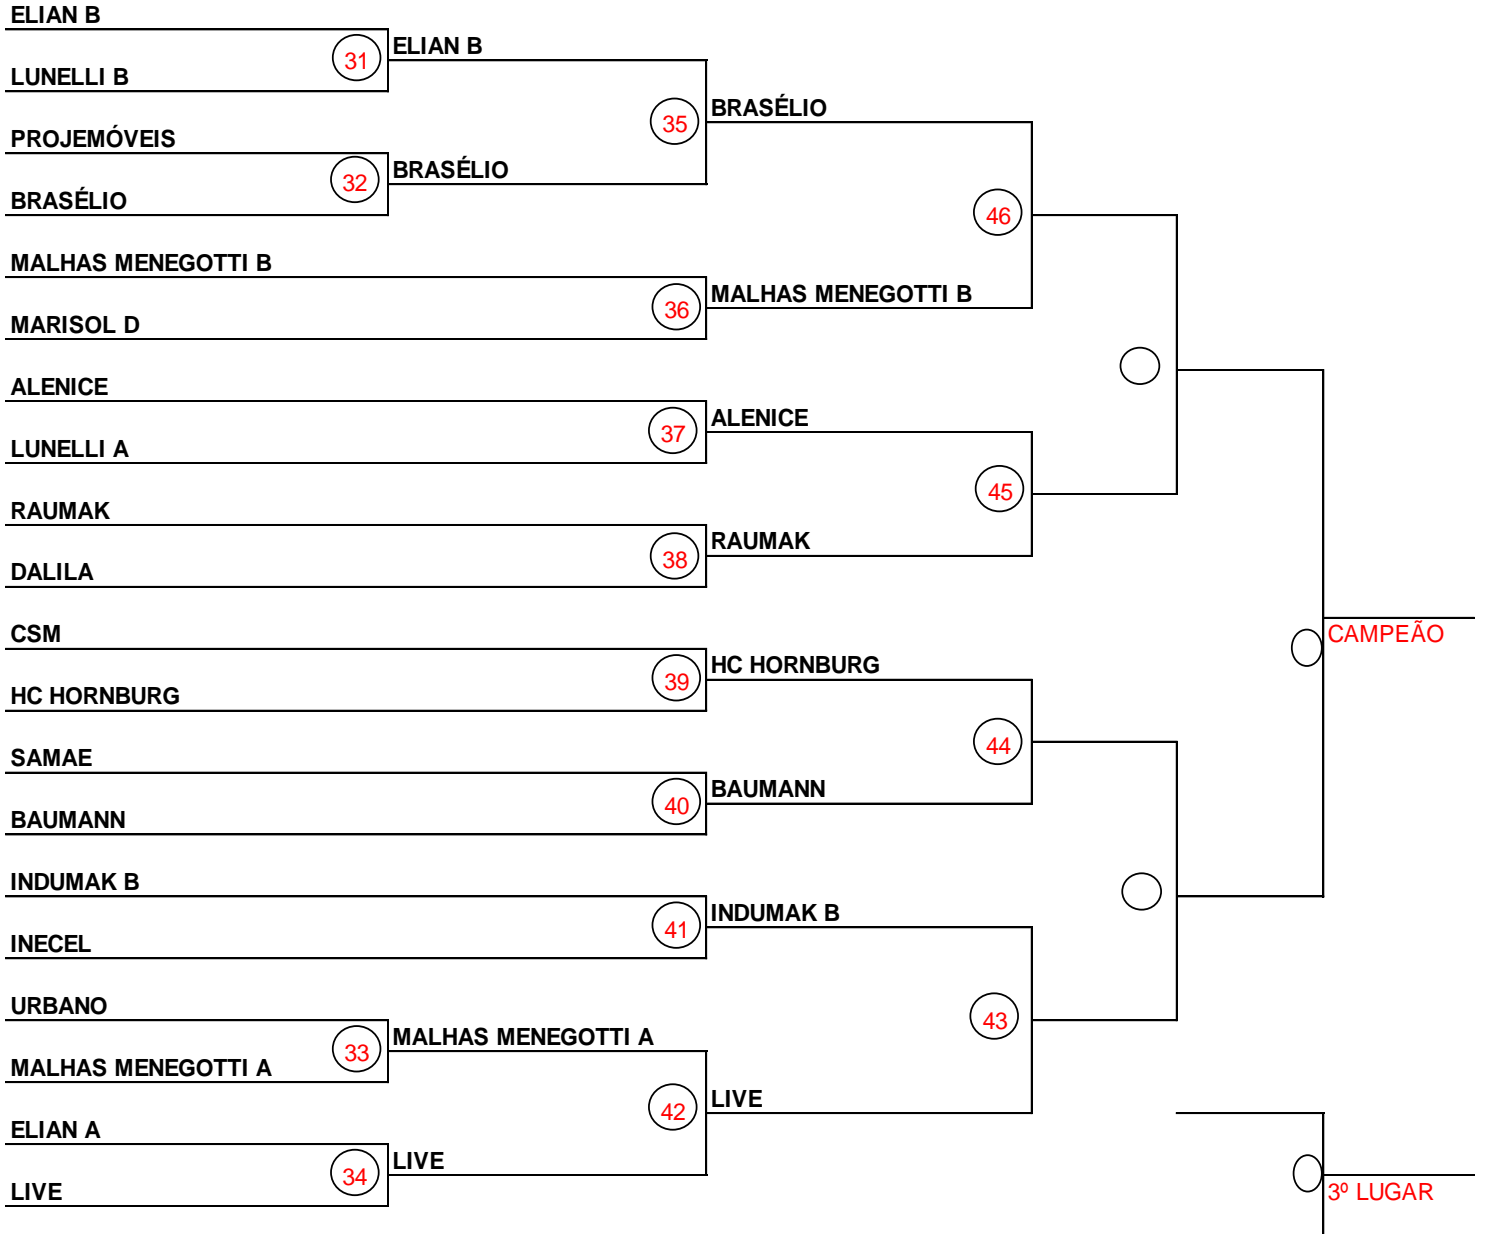 ELIAN B
31
ELIAN B
LUNELLI B
35
BRASÉLIO
PROJEMÓVEIS
32
BRASÉLIO
BRASÉLIO
46
MALHAS MENEGOTTI B
36
MALHAS MENEGOTTI B
MARISOL D
ALENICE
37
ALENICE
LUNELLI A
45
RAUMAK
38
RAUMAK
DALILA
CSM
CAMPEÃO
39
HC HORNBURG
HC HORNBURG
44
SAMAE
40
BAUMANN
BAUMANN
INDUMAK B
41
INDUMAK B
INECEL
43
URBANO
33
MALHAS MENEGOTTI A
MALHAS MENEGOTTI A
42
LIVE
ELIAN A
34
LIVE
LIVE
3º LUGAR